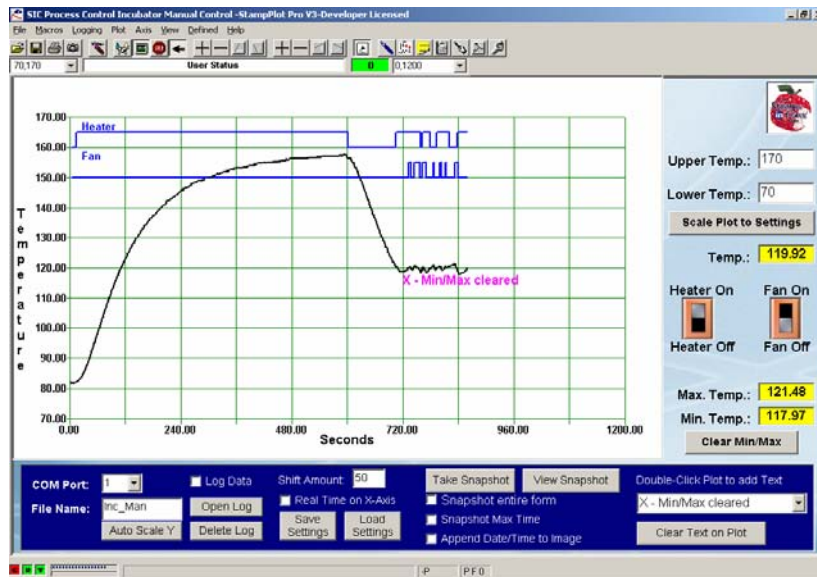 SIC Process Control Incubator Manual Control -StampPlot Pro V3-Developer Licensed
File Macros Logging Plot Axis View Defined Help
70,170 User Status 0 0,1200
170.00
160.00
150.00
140.00
130.00
120.00
110.00
100.00
90.00
80.00
70.00
Temperature
Heater
Fan
X - Min/Max cleared
0.00 240.00 480.00 720.00 960.00 1200.00
Seconds
Upper Temp.: 170
Lower Temp.: 70
Scale Plot to Settings
Temp.: 119.92
Heater On Fan On
Heater Off Fan Off
Max. Temp.: 121.48
Min. Temp.: 117.97
Clear Min/Max
COM Port: 1
File Name: Inc_Man
Auto Scale Y
Log Data
Open Log
Delete Log
Shift Amount: 50
Real Time on X-Axis
Save Settings
Load Settings
Take Snapshot View Snapshot
Snapshot entire form
Snapshot Max Time
Append Date/Time to Image
Double-Click Plot to add Text
X - Min/Max cleared
Clear Text on Plot
-P PF0